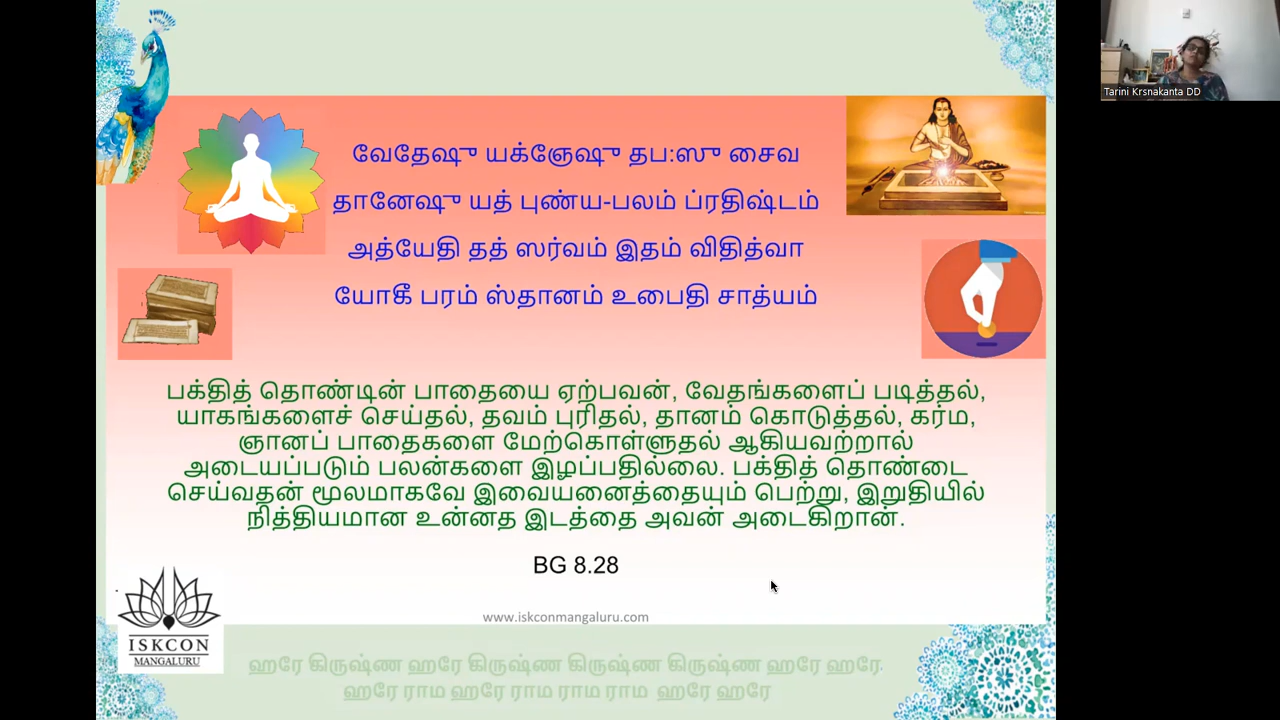 வேதேஷு யக்ஞேஷு தப:ஸு சைவ
தானேஷு யத் புண்ய-பலம் ப்ரதிஷ்டம்
அத்யேதி தத் ஸர்வம் இதம் விதித்வா
யோகீ பரம் ஸ்தானம் உபைதி சாத்யம்
பக்தித் தொண்டின் பாதையை ஏற்பவன், வேதங்களைப் படித்தல்,
யாகங்களைச் செய்தல், தவம் புரிதல், தானம் கொடுத்தல், கர்ம,
ஞானப் பாதைகளை மேற்கொள்ளுதல் ஆகியவற்றால்
அடையப்படும் பலன்களை இழப்பதில்லை. பக்தித் தொண்டை
செய்வதன் மூலமாகவே இவையனைத்தையும் பெற்று, இறுதியில்
நித்தியமான உன்னத இடத்தை அவன் அடைகிறான்.
BG 8.28
www.iskconmangaluru.com
ISKCON
MANGALURU
ஹரே கிருஷ்ண ஹரே கிருஷ்ண கிருஷ்ண கிருஷ்ண ஹரே ஹரே
ஹரே ராம ஹரே ராம ராம ராம ஹரே ஹரே
Tarini Krsnakanta DD